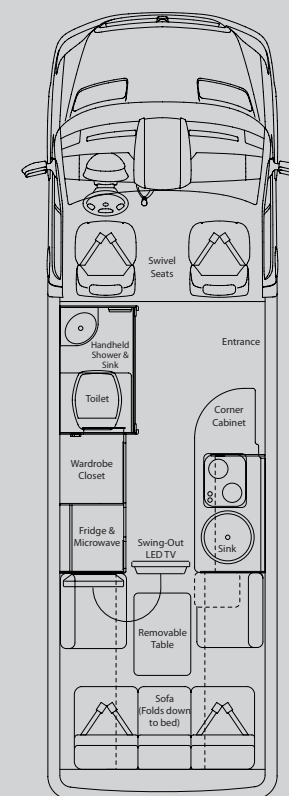 Swivel
Seats
Entrance
Handheld
Shower &
Sink
Toilet
Corner
Cabinet
Wardrobe
Closet
Fridge &
Microwave
Swing-Out
LED TV
Sink
Removable
Table
Sofa
(Folds down
to bed)